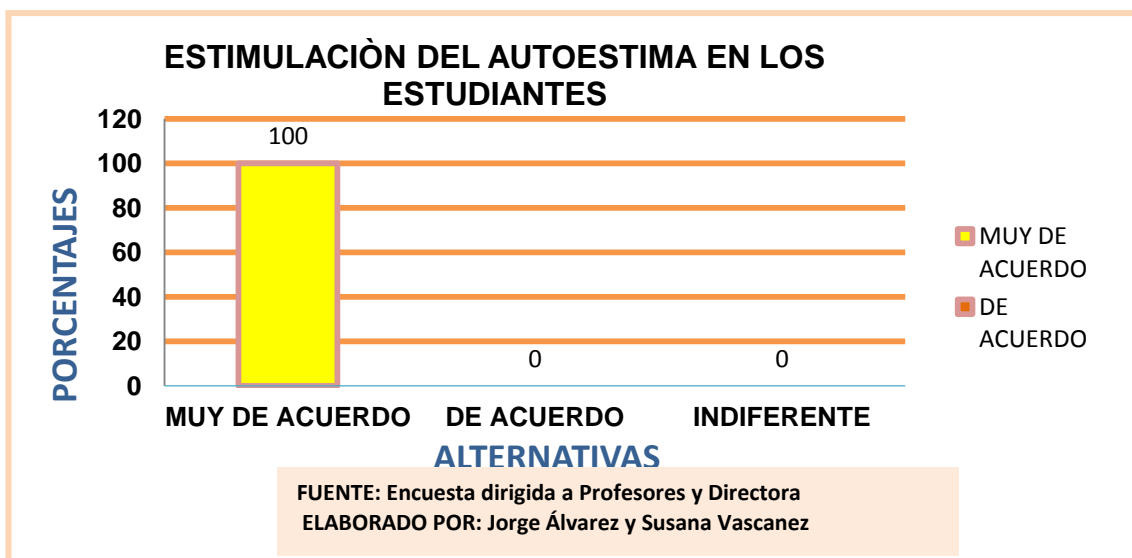 ESTIMULACIÒN DEL AUTOESTIMA EN LOS
ESTUDIANTES
120
100
80
60
40
20
0
PORCENTAJES
100
0
0
MUY DE ACUERDO
DE ACUERDO
INDIFERENTE
ALTERNATIVAS
MUY DE
ACUERDO
DE
ACUERDO
FUENTE: Encuesta dirigida a Profesores y Directora
ELABORADO POR: Jorge Álvarez y Susana Vascanez